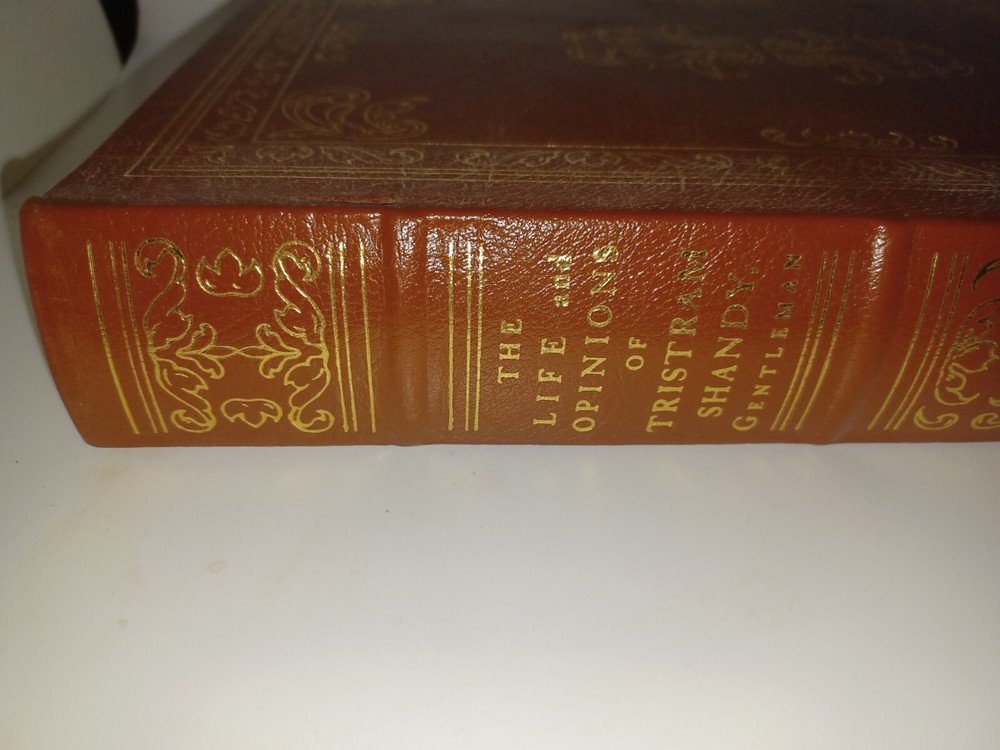 THE
LIFE and
OPINIONS
OF
TRISTRAM
SHANDY,
GENTLEMAN